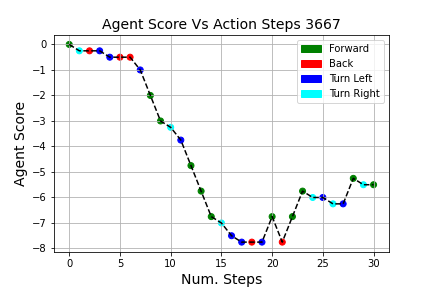 Agent Score Vs Action Steps 3667
0
−1
−2
−3
−4
−5
−6
−7
−8
Agent Score
Forward
Back
Turn Left
Turn Right
0 5 10 15 20 25 30
Num. Steps